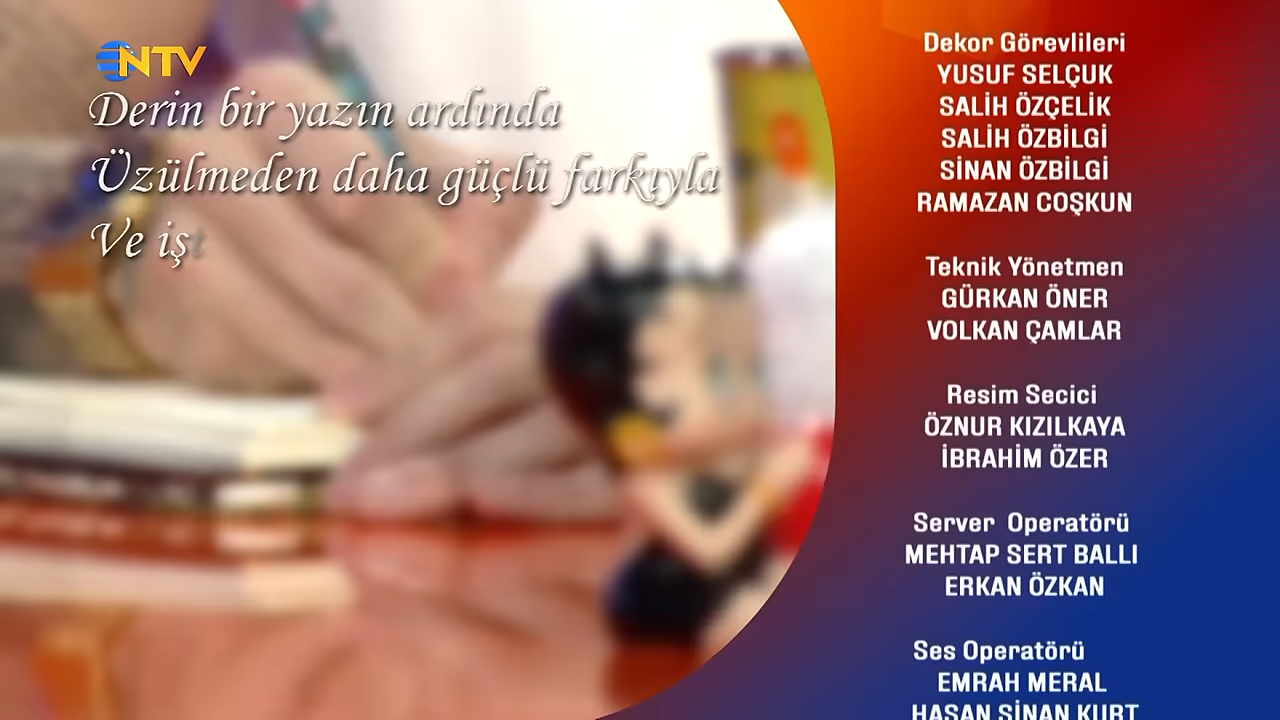 NTV
Derin bir yazın ardında
Üzülmeden daha güçlü farkıyla
Ve işt
Dekor Görevlileri
YUSUF SELÇUK
SALİH ÖZÇELİK
SALİH ÖZBİLGİ
SİNAN ÖZBİLGİ
RAMAZAN COŞKUN
Teknik Yönetmen
GÜRKAN ÖNER
VOLKAN ÇAMLAR
Resim Secici
ÖZNUR KIZILKAYA
İBRAHİM ÖZER
Server Operatörü
MEHTAP SERT BALLI
ERKAN ÖZKAN
Ses Operatörü
EMRAH MERAL
HASAN SİNAN KURT